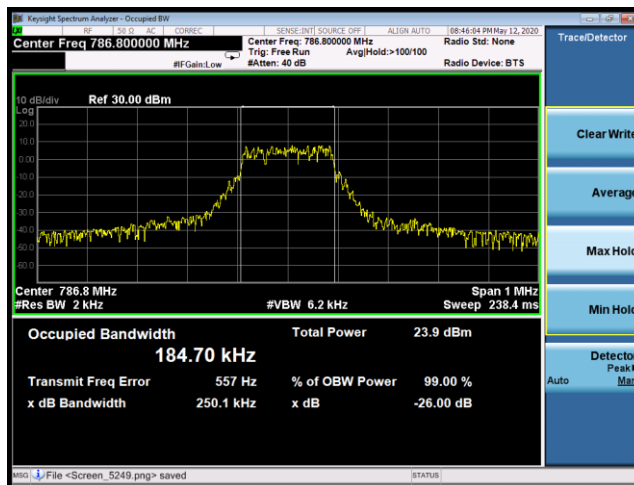 Keysight Spectrum Analyzer - Occupied BW
RF 50 Ω AC CORREC SENSE:INT SOURCE OFF ALIGN AUTO 08:46:04 PM May 12, 2020
Center Freq 786.800000 MHz Center Freq: 786.800000 MHz Radio Std: None
Trig: Free Run Avg|Hold:>100/100
#IFGain:Low #Atten: 40 dB Radio Device: BTS
Trace/Detector
10 dB/div Ref 30.00 dBm
Log
20.0
10.0
0.00
-10.0
-20.0
-30.0
-40.0
-50.0
-60.0
Center 786.8 MHz Span 1 MHz
#Res BW 2 kHz #VBW 6.2 kHz Sweep 238.4 ms
Occupied Bandwidth Total Power 23.9 dBm
184.70 kHz
Transmit Freq Error 557 Hz % of OBW Power 99.00 %
x dB Bandwidth 250.1 kHz x dB -26.00 dB
Clear Write
Average
Max Hold
Min Hold
Detector
Peak
Auto Man
MSG File <Screen_5249.png> saved STATUS